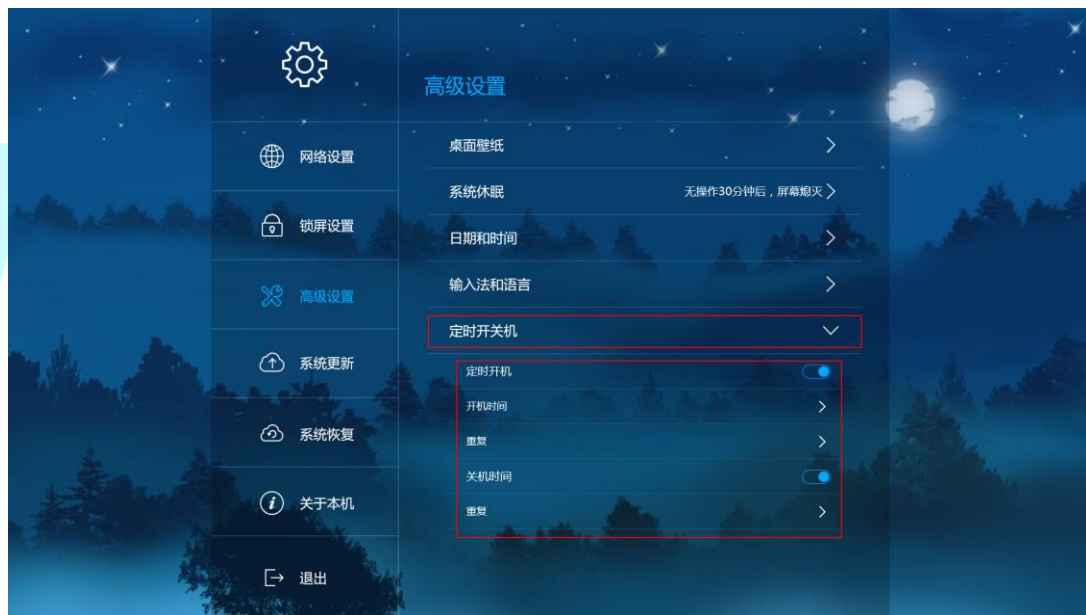 高级设置
网络设置
锁屏设置
高级设置
系统更新
系统恢复
关于本机
退出
桌面壁纸
系统休眠 无操作30分钟后，屏幕熄灭
日期和时间
输入法和语言
定时开关机
定时开机
开机时间
重复
关机时间
重复